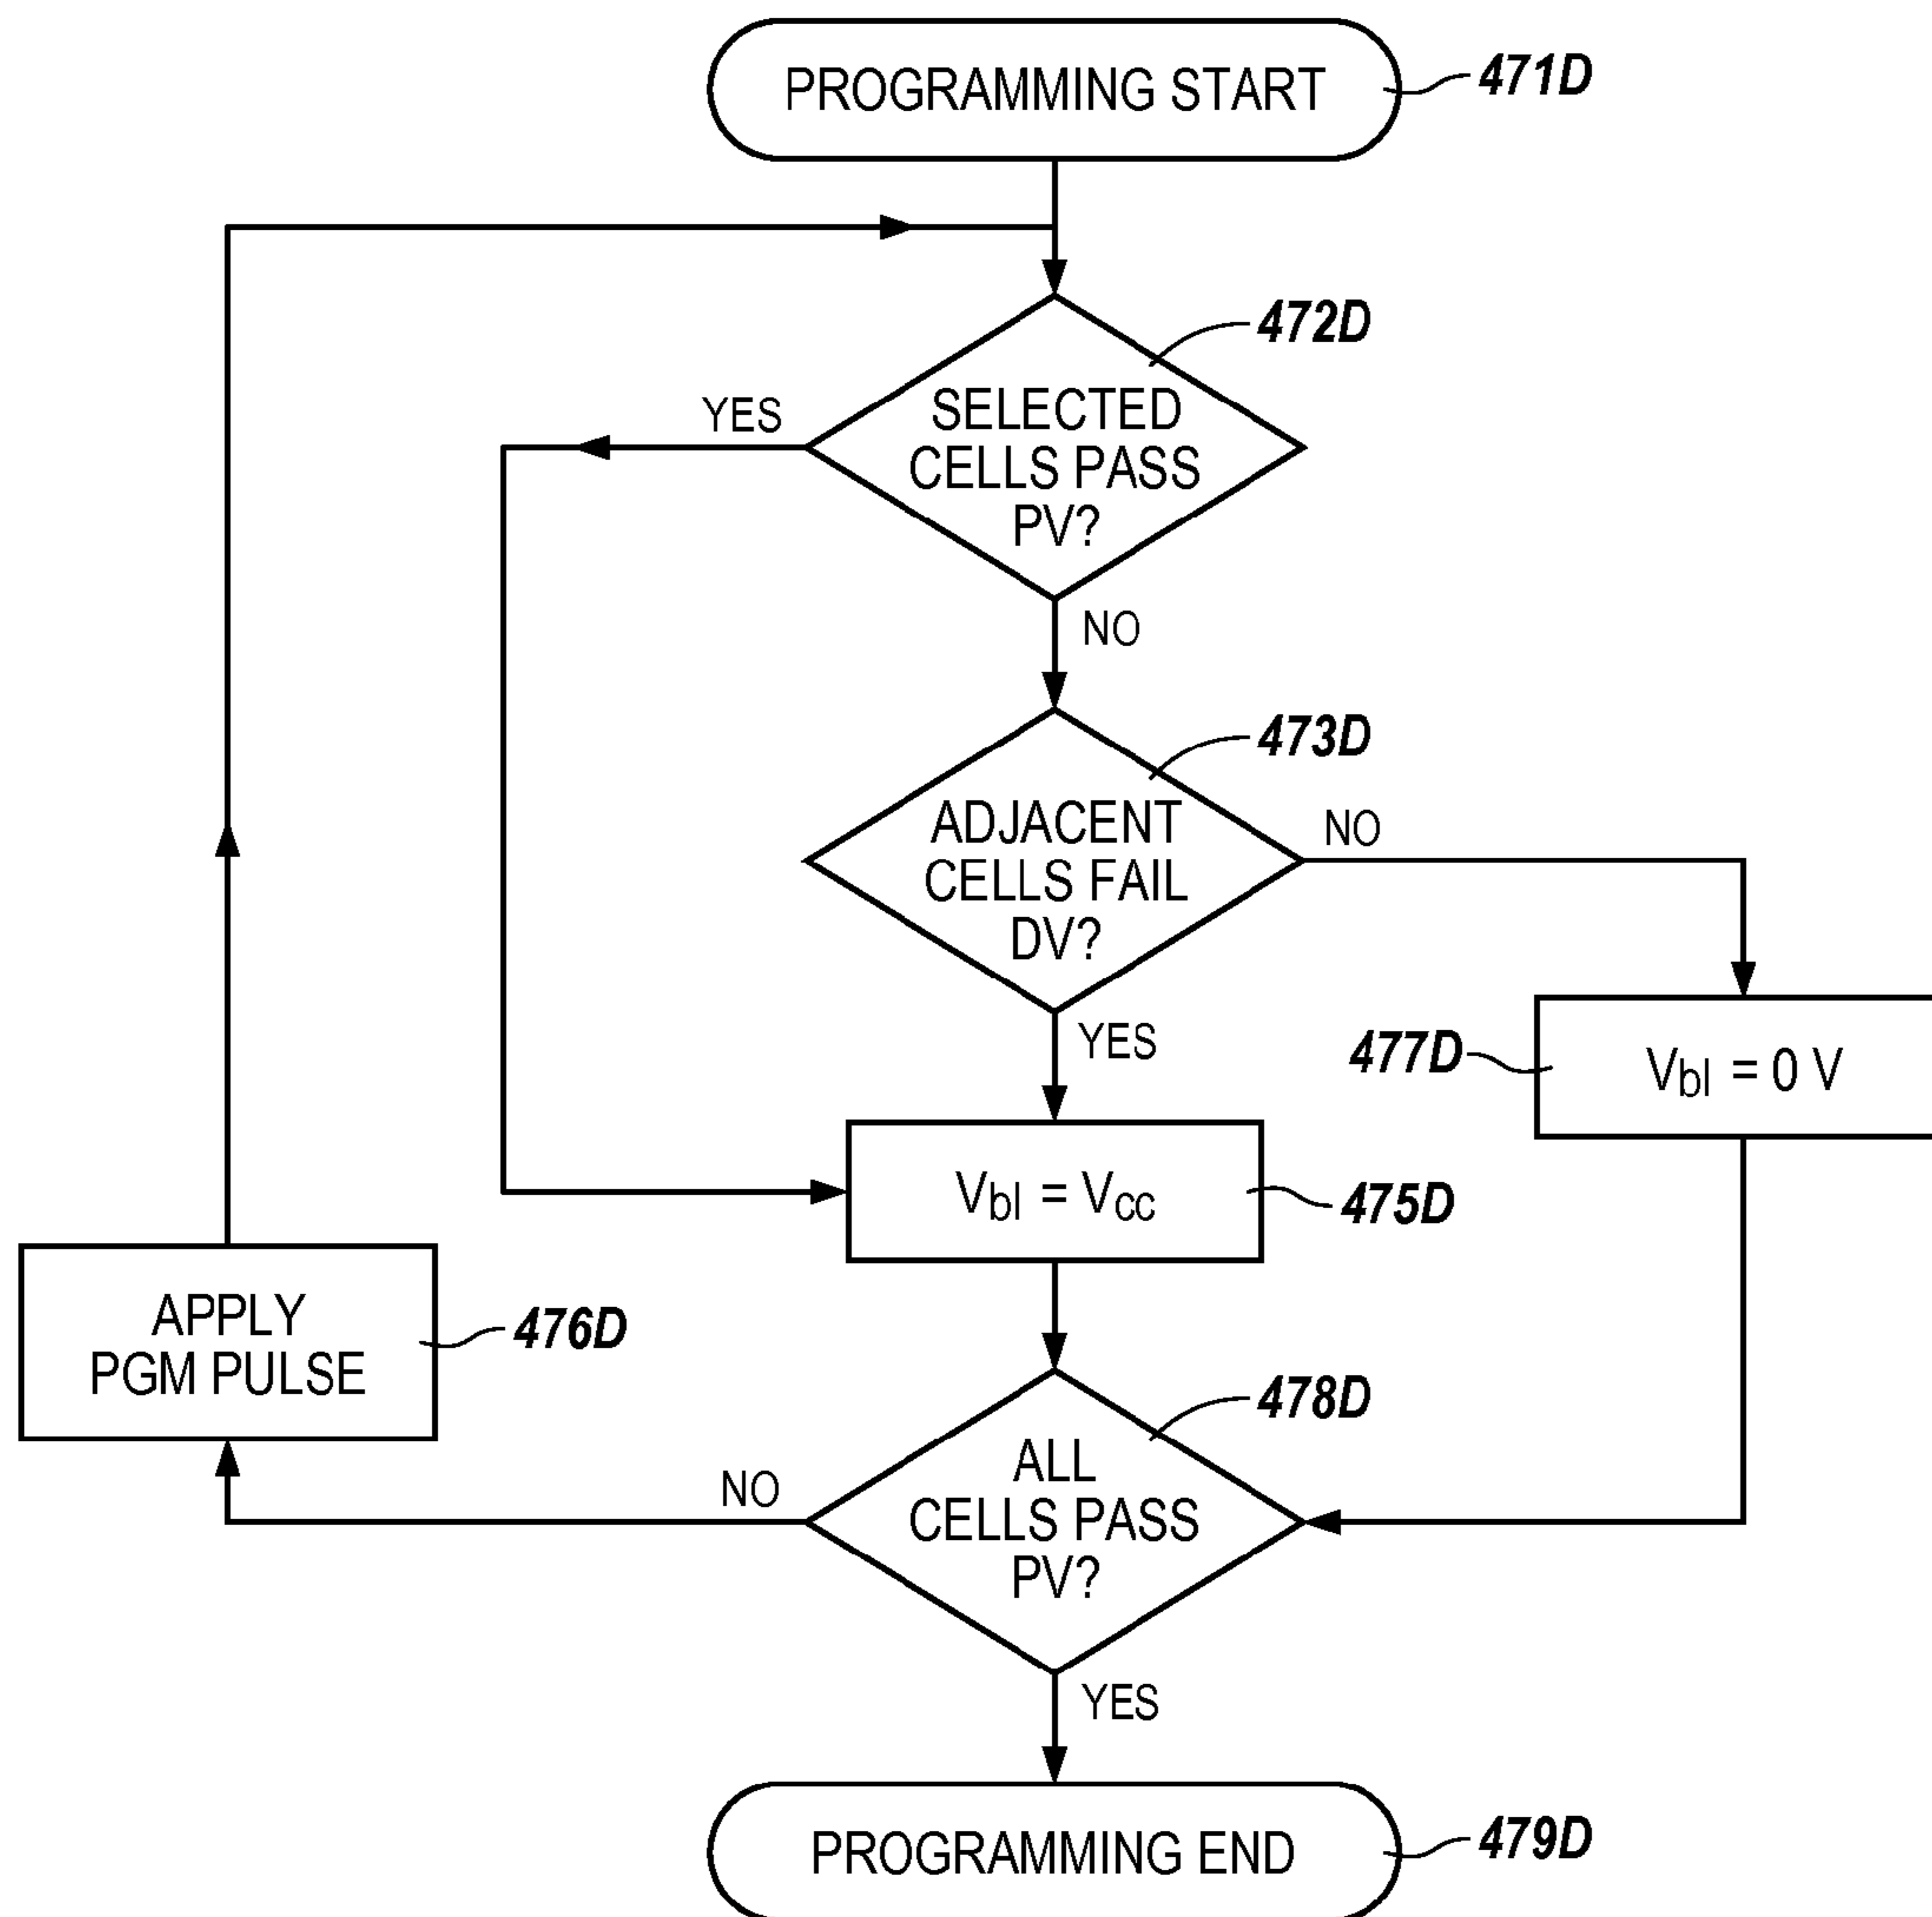 PROGRAMMING START
471D
472D
SELECTED
CELLS PASS
PV?
YES
NO
473D
ADJACENT
CELLS FAIL
DV?
NO
YES
477D
Vbl = 0 V
Vbl = Vcc
475D
APPLY
PGM PULSE
476D
478D
ALL
CELLS PASS
PV?
NO
YES
PROGRAMMING END
479D